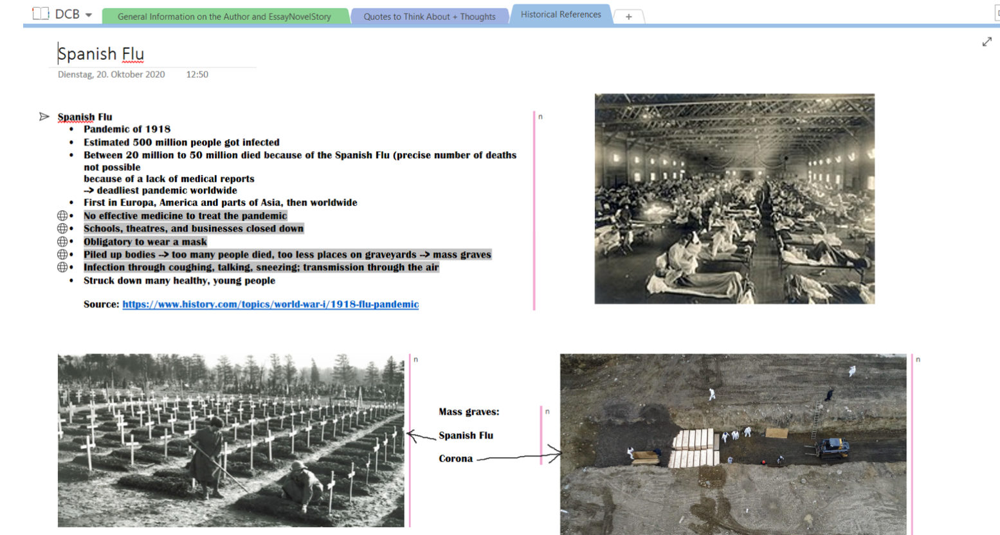 DCB
General Information on the Author and EssayNovelStory
Quotes to Think About + Thoughts
Historical References
+
Spanish Flu
Dienstag, 20. Oktober 2020 12:50
Spanish Flu
• Pandemic of 1918
• Estimated 500 million people got infected
• Between 20 million to 50 million died because of the Spanish Flu (precise number of deaths
not possible
because of a lack of medical reports
--> deadliest pandemic worldwide
• First in Europa, America and parts of Asia, then worldwide
• No effective medicine to treat the pandemic
• Schools, theatres, and businesses closed down
• Obligatory to wear a mask
• Piled up bodies --> too many people died, too less places on graveyards --> mass graves
• Infection through coughing, talking, sneezing; transmission through the air
• Struck down many healthy, young people
Source: https://www.history.com/topics/world-war-i/1918-flu-pandemic
n
n
Mass graves:
Spanish Flu
Corona
n
n